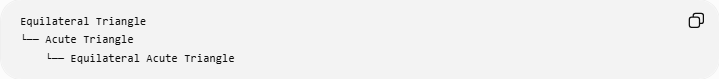 Equilateral Triangle
└── Acute Triangle
    └── Equilateral Acute Triangle